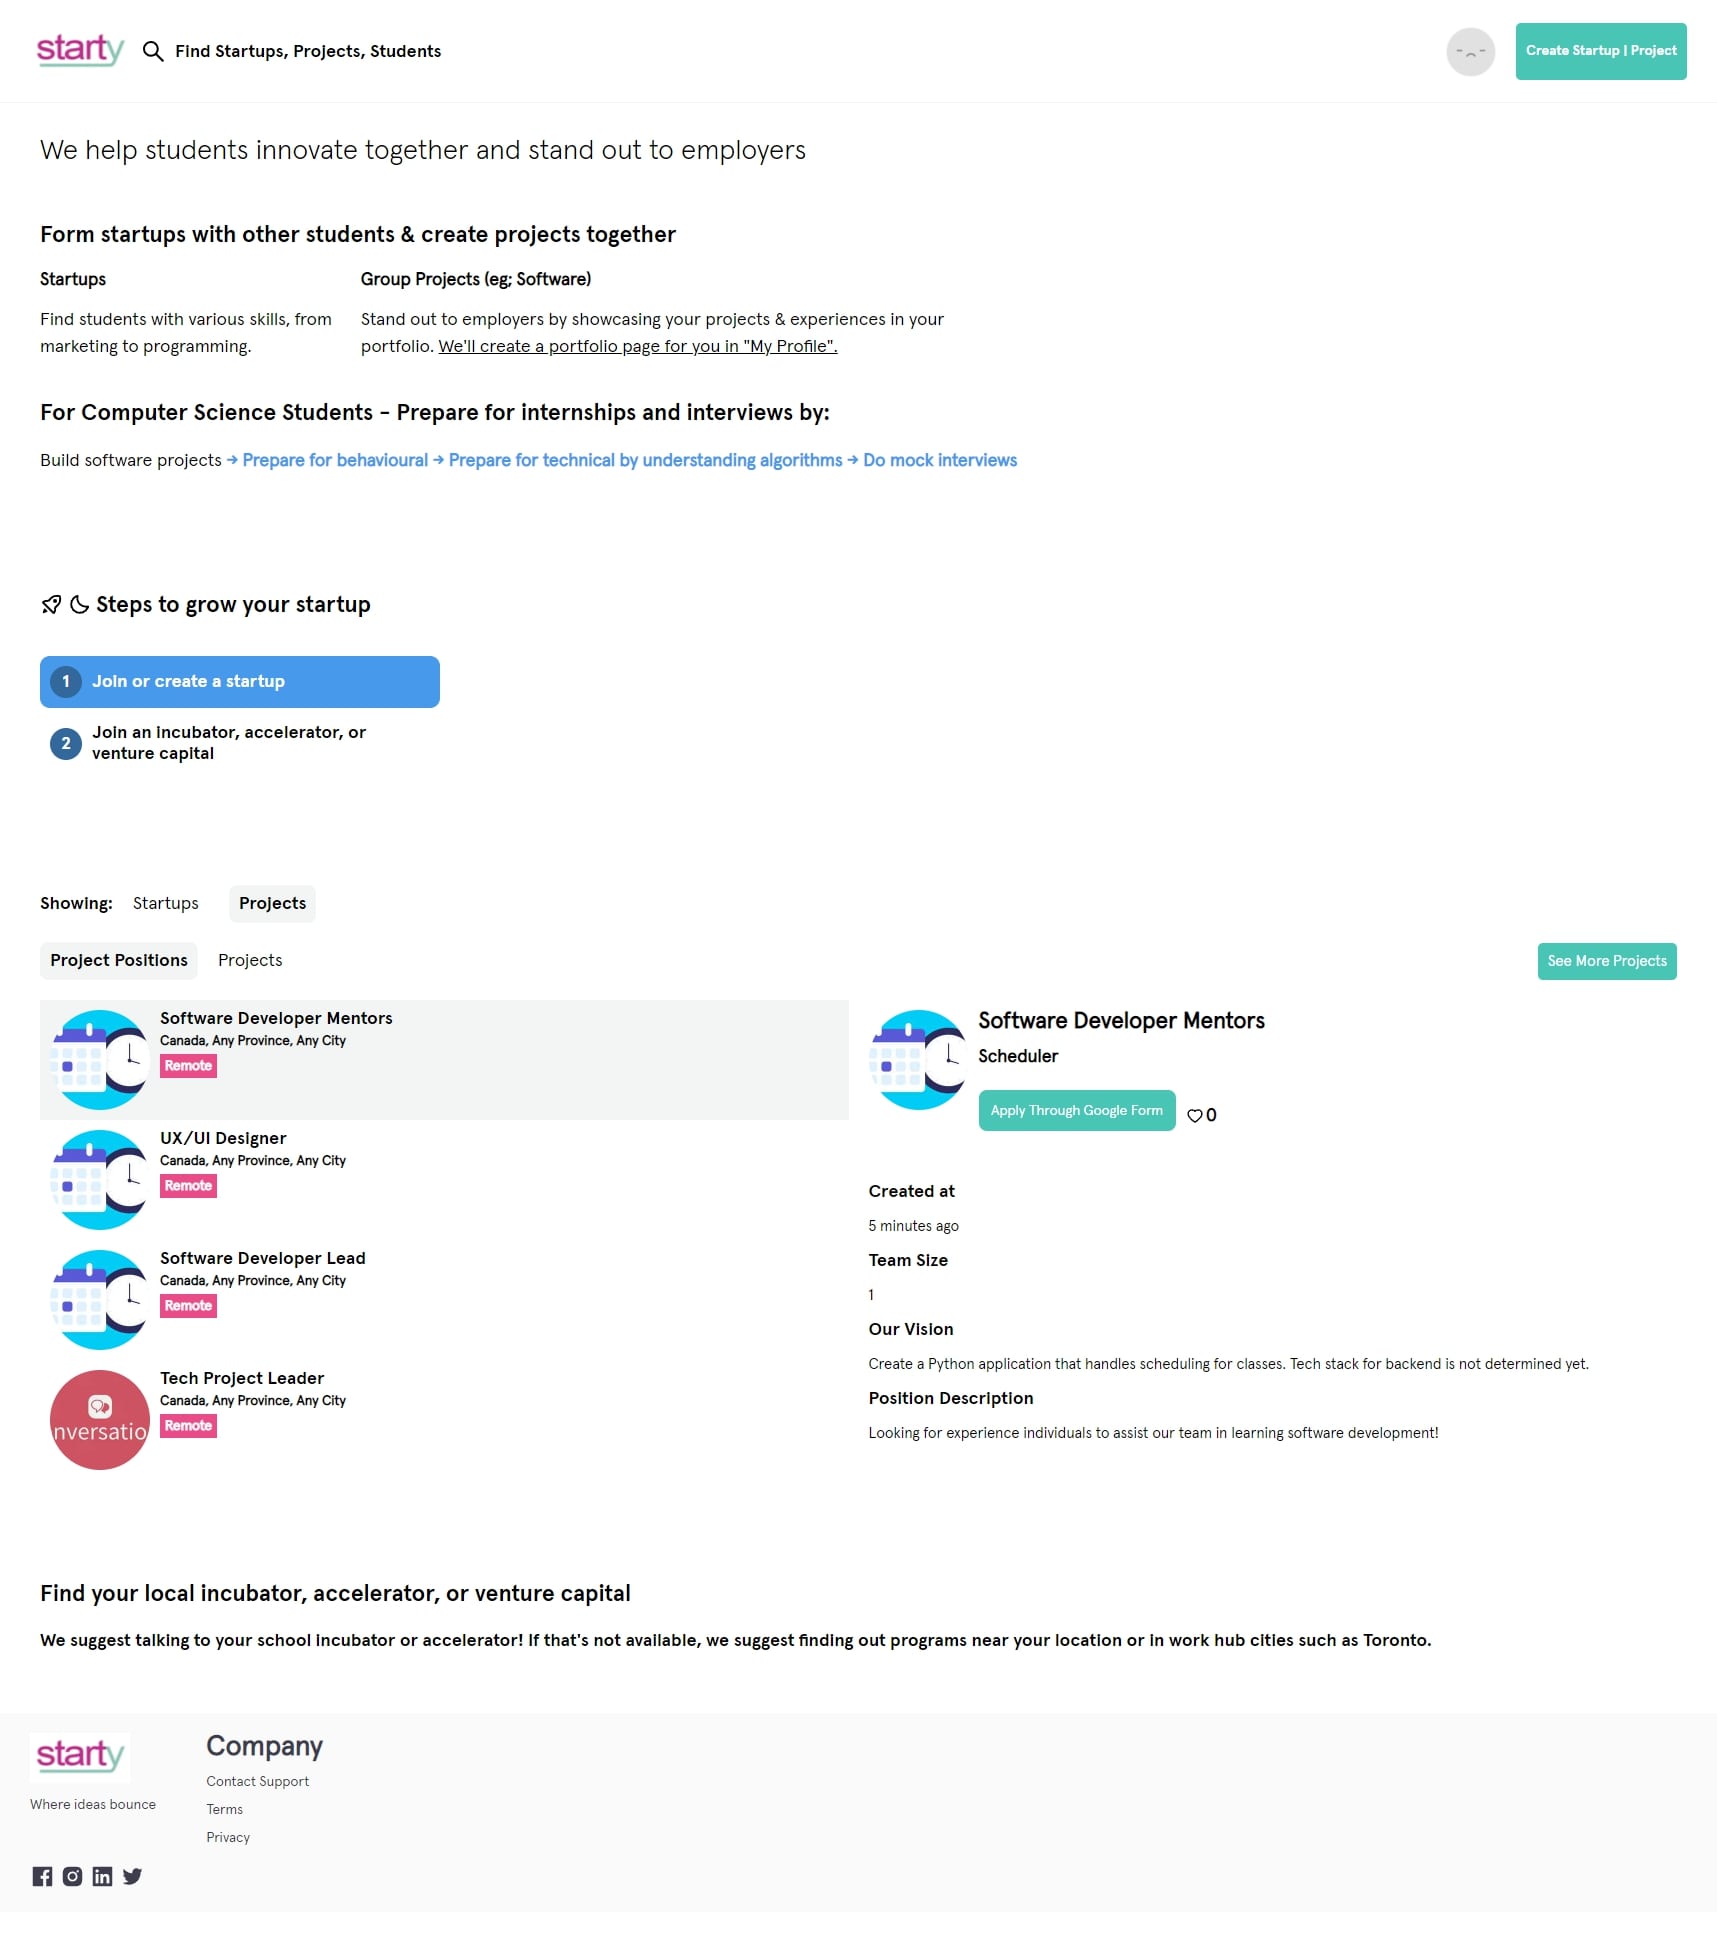 starty
Find Startups, Projects, Students
Create Startup | Project
We help students innovate together and stand out to employers
Form startups with other students & create projects together
Startups
Find students with various skills, from
marketing to programming.
Group Projects (eg; Software)
Stand out to employers by showcasing your projects & experiences in your
portfolio. We'll create a portfolio page for you in "My Profile".
For Computer Science Students - Prepare for internships and interviews by:
Build software projects → Prepare for behavioural → Prepare for technical by understanding algorithms → Do mock interviews
Steps to grow your startup
1 Join or create a startup
2 Join an incubator, accelerator, or
venture capital
Showing: Startups Projects
Project Positions Projects
See More Projects
Software Developer Mentors
Canada, Any Province, Any City
Remote
UX/UI Designer
Canada, Any Province, Any City
Remote
Software Developer Lead
Canada, Any Province, Any City
Remote
nversatio
Tech Project Leader
Canada, Any Province, Any City
Remote
Software Developer Mentors
Scheduler
Apply Through Google Form
0
Created at
5 minutes ago
Team Size
1
Our Vision
Create a Python application that handles scheduling for classes. Tech stack for backend is not determined yet.
Position Description
Looking for experience individuals to assist our team in learning software development!
Find your local incubator, accelerator, or venture capital
We suggest talking to your school incubator or accelerator! If that's not available, we suggest finding out programs near your location or in work hub cities such as Toronto.
starty
Where ideas bounce
Company
Contact Support
Terms
Privacy